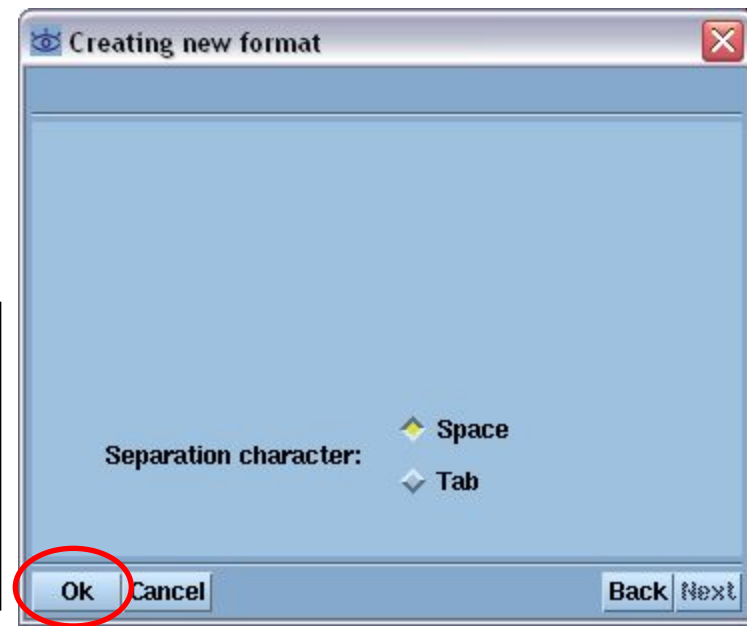 Creating new format
Space
Separation character:
Tab
Ok Cancel Back Next